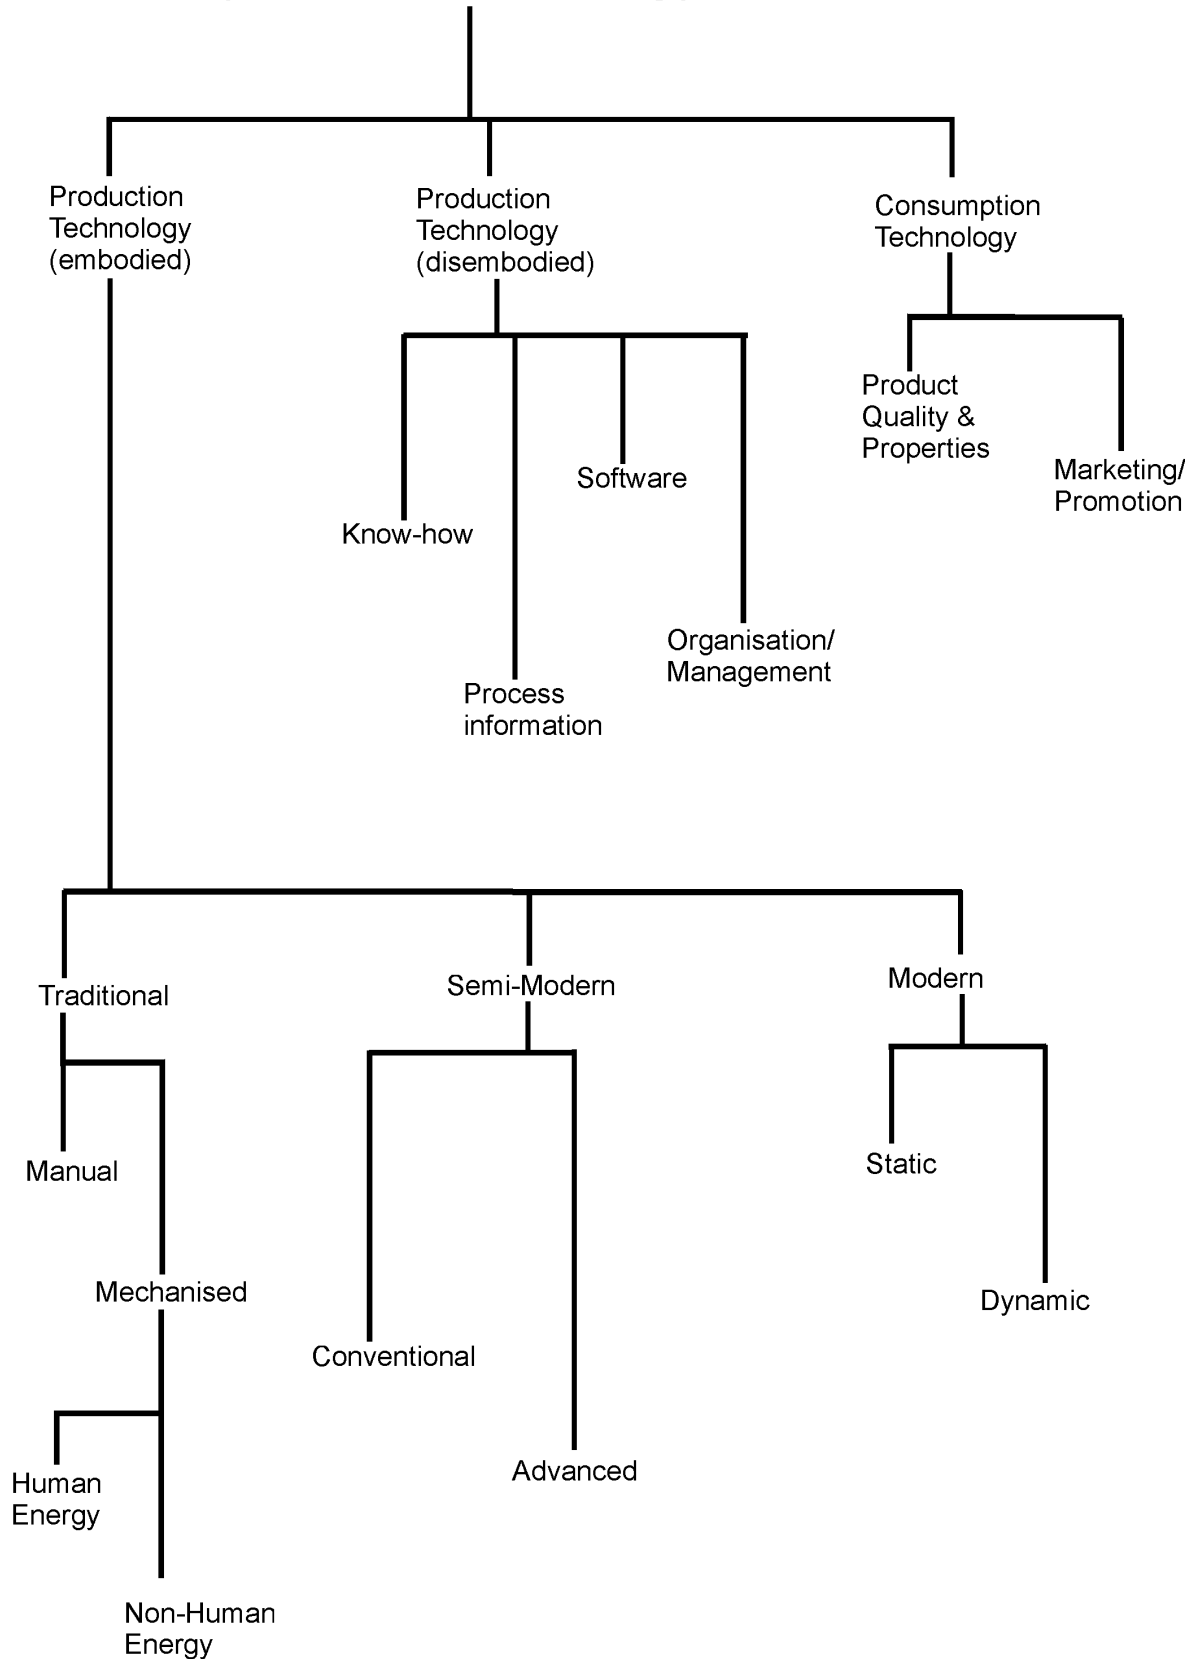 Production
Technology
(embodied)
Production
Technology
(disembodied)
Consumption
Technology
Product
Quality &
Properties
Marketing/
Promotion
Software
Know-how
Organisation/
Management
Process
information
Traditional
Semi-Modern
Modern
Manual
Static
Mechanised
Dynamic
Conventional
Advanced
Human
Energy
Non-Human
Energy